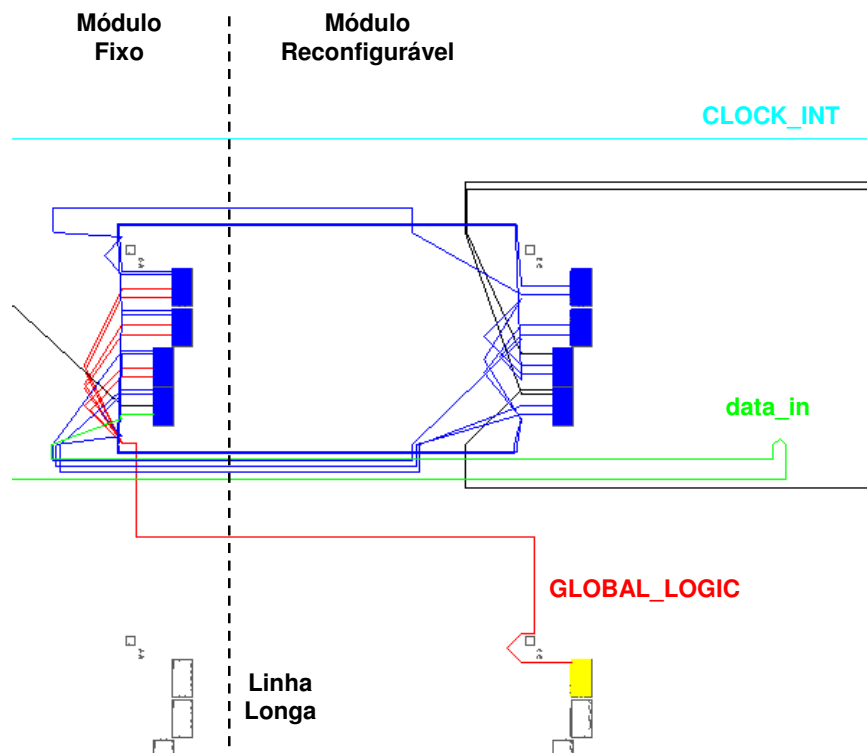 Módulo
Fixo
Módulo
Reconfigurável
CLOCK_INT
data_in
GLOBAL_LOGIC
Linha
Longa